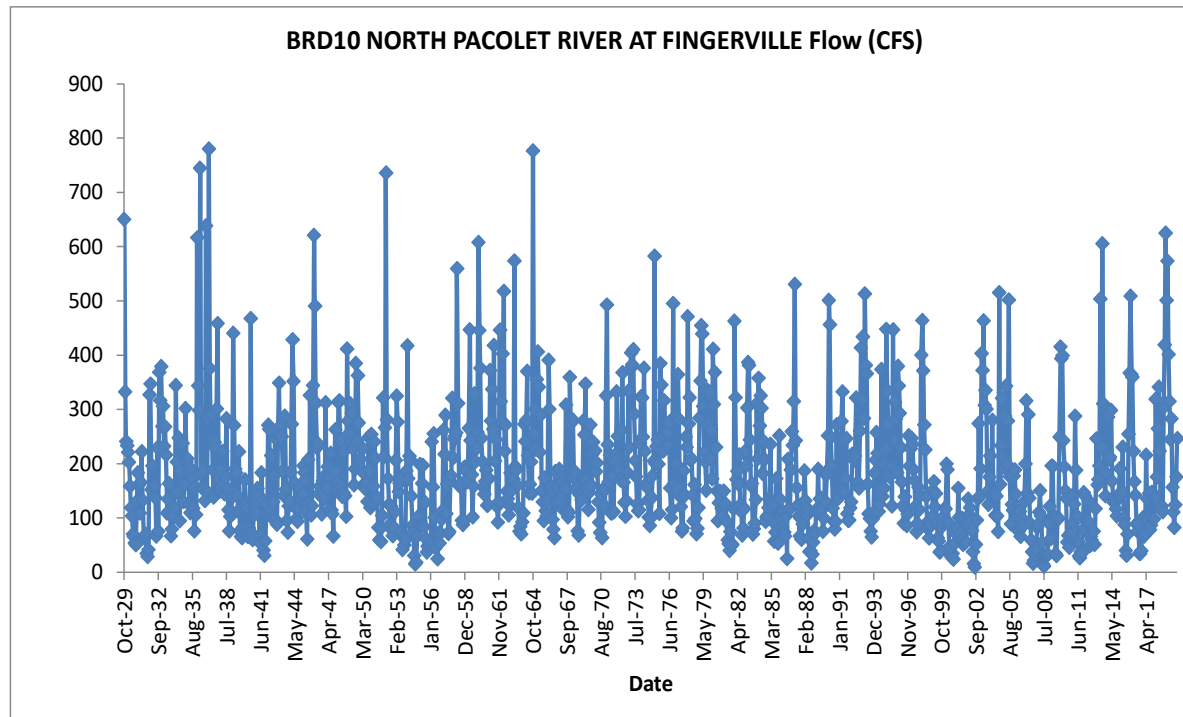 BRD10 NORTH PACOLET RIVER AT FINGERVILLE Flow (CFS)
900
800
700
600
500
400
300
200
100
0
Oct-29
Sep-32
Aug-35
Jul-38
Jun-41
May-44
Apr-47
Mar-50
Feb-53
Jan-56
Dec-58
Nov-61
Oct-64
Sep-67
Aug-70
Jul-73
Jun-76
May-79
Apr-82
Mar-85
Feb-88
Jan-91
Dec-93
Nov-96
Oct-99
Sep-02
Aug-05
Jul-08
Jun-11
May-14
Apr-17
Date